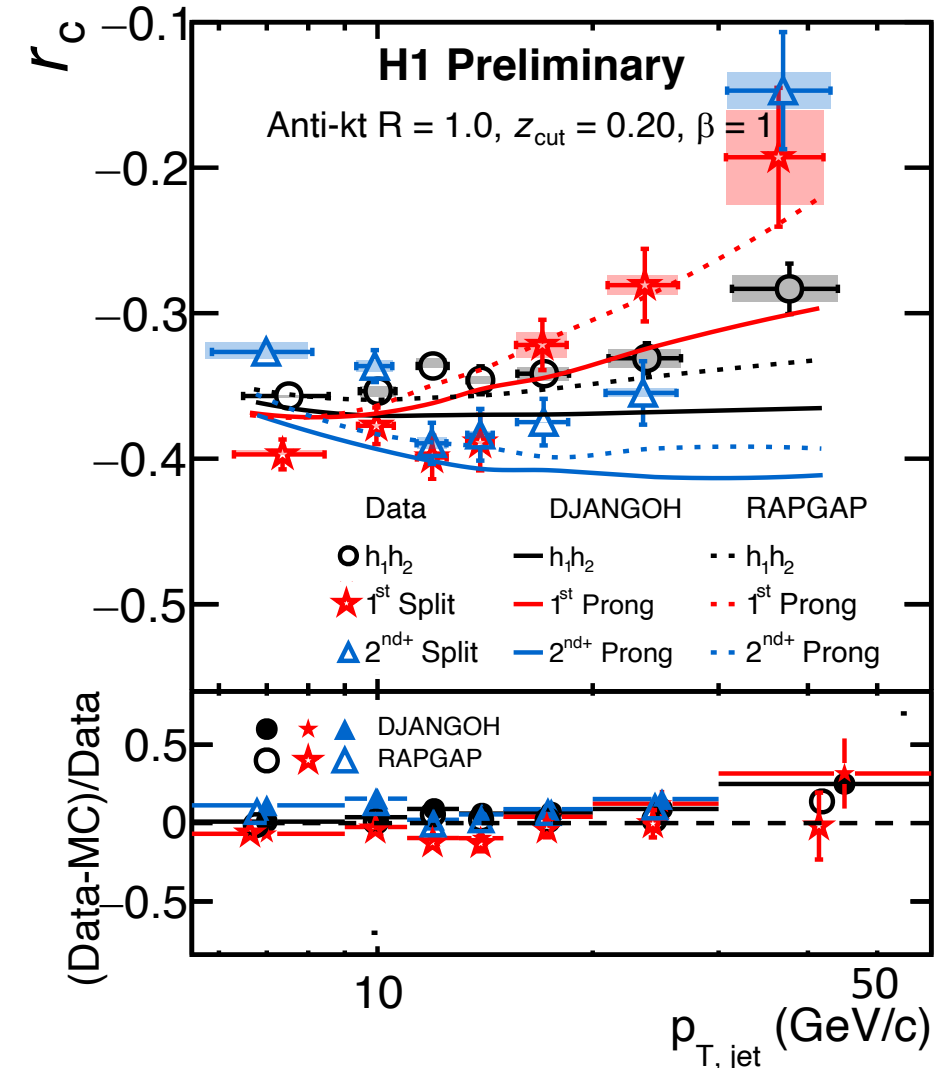 r_c
−0.1
H1 Preliminary
Anti-kt R = 1.0, z_cut = 0.20, β = 1
−0.2
−0.3
−0.4
Data DJANGOH RAPGAP
h₁h₂ h₁h₂ h₁h₂
−0.5
1st Split 1st Prong 1st Prong
2nd+ Split 2nd+ Prong 2nd+ Prong
(Data-MC)/Data
DJANGOH
0.5
RAPGAP
0
−0.5
10 50
p_T, jet (GeV/c)